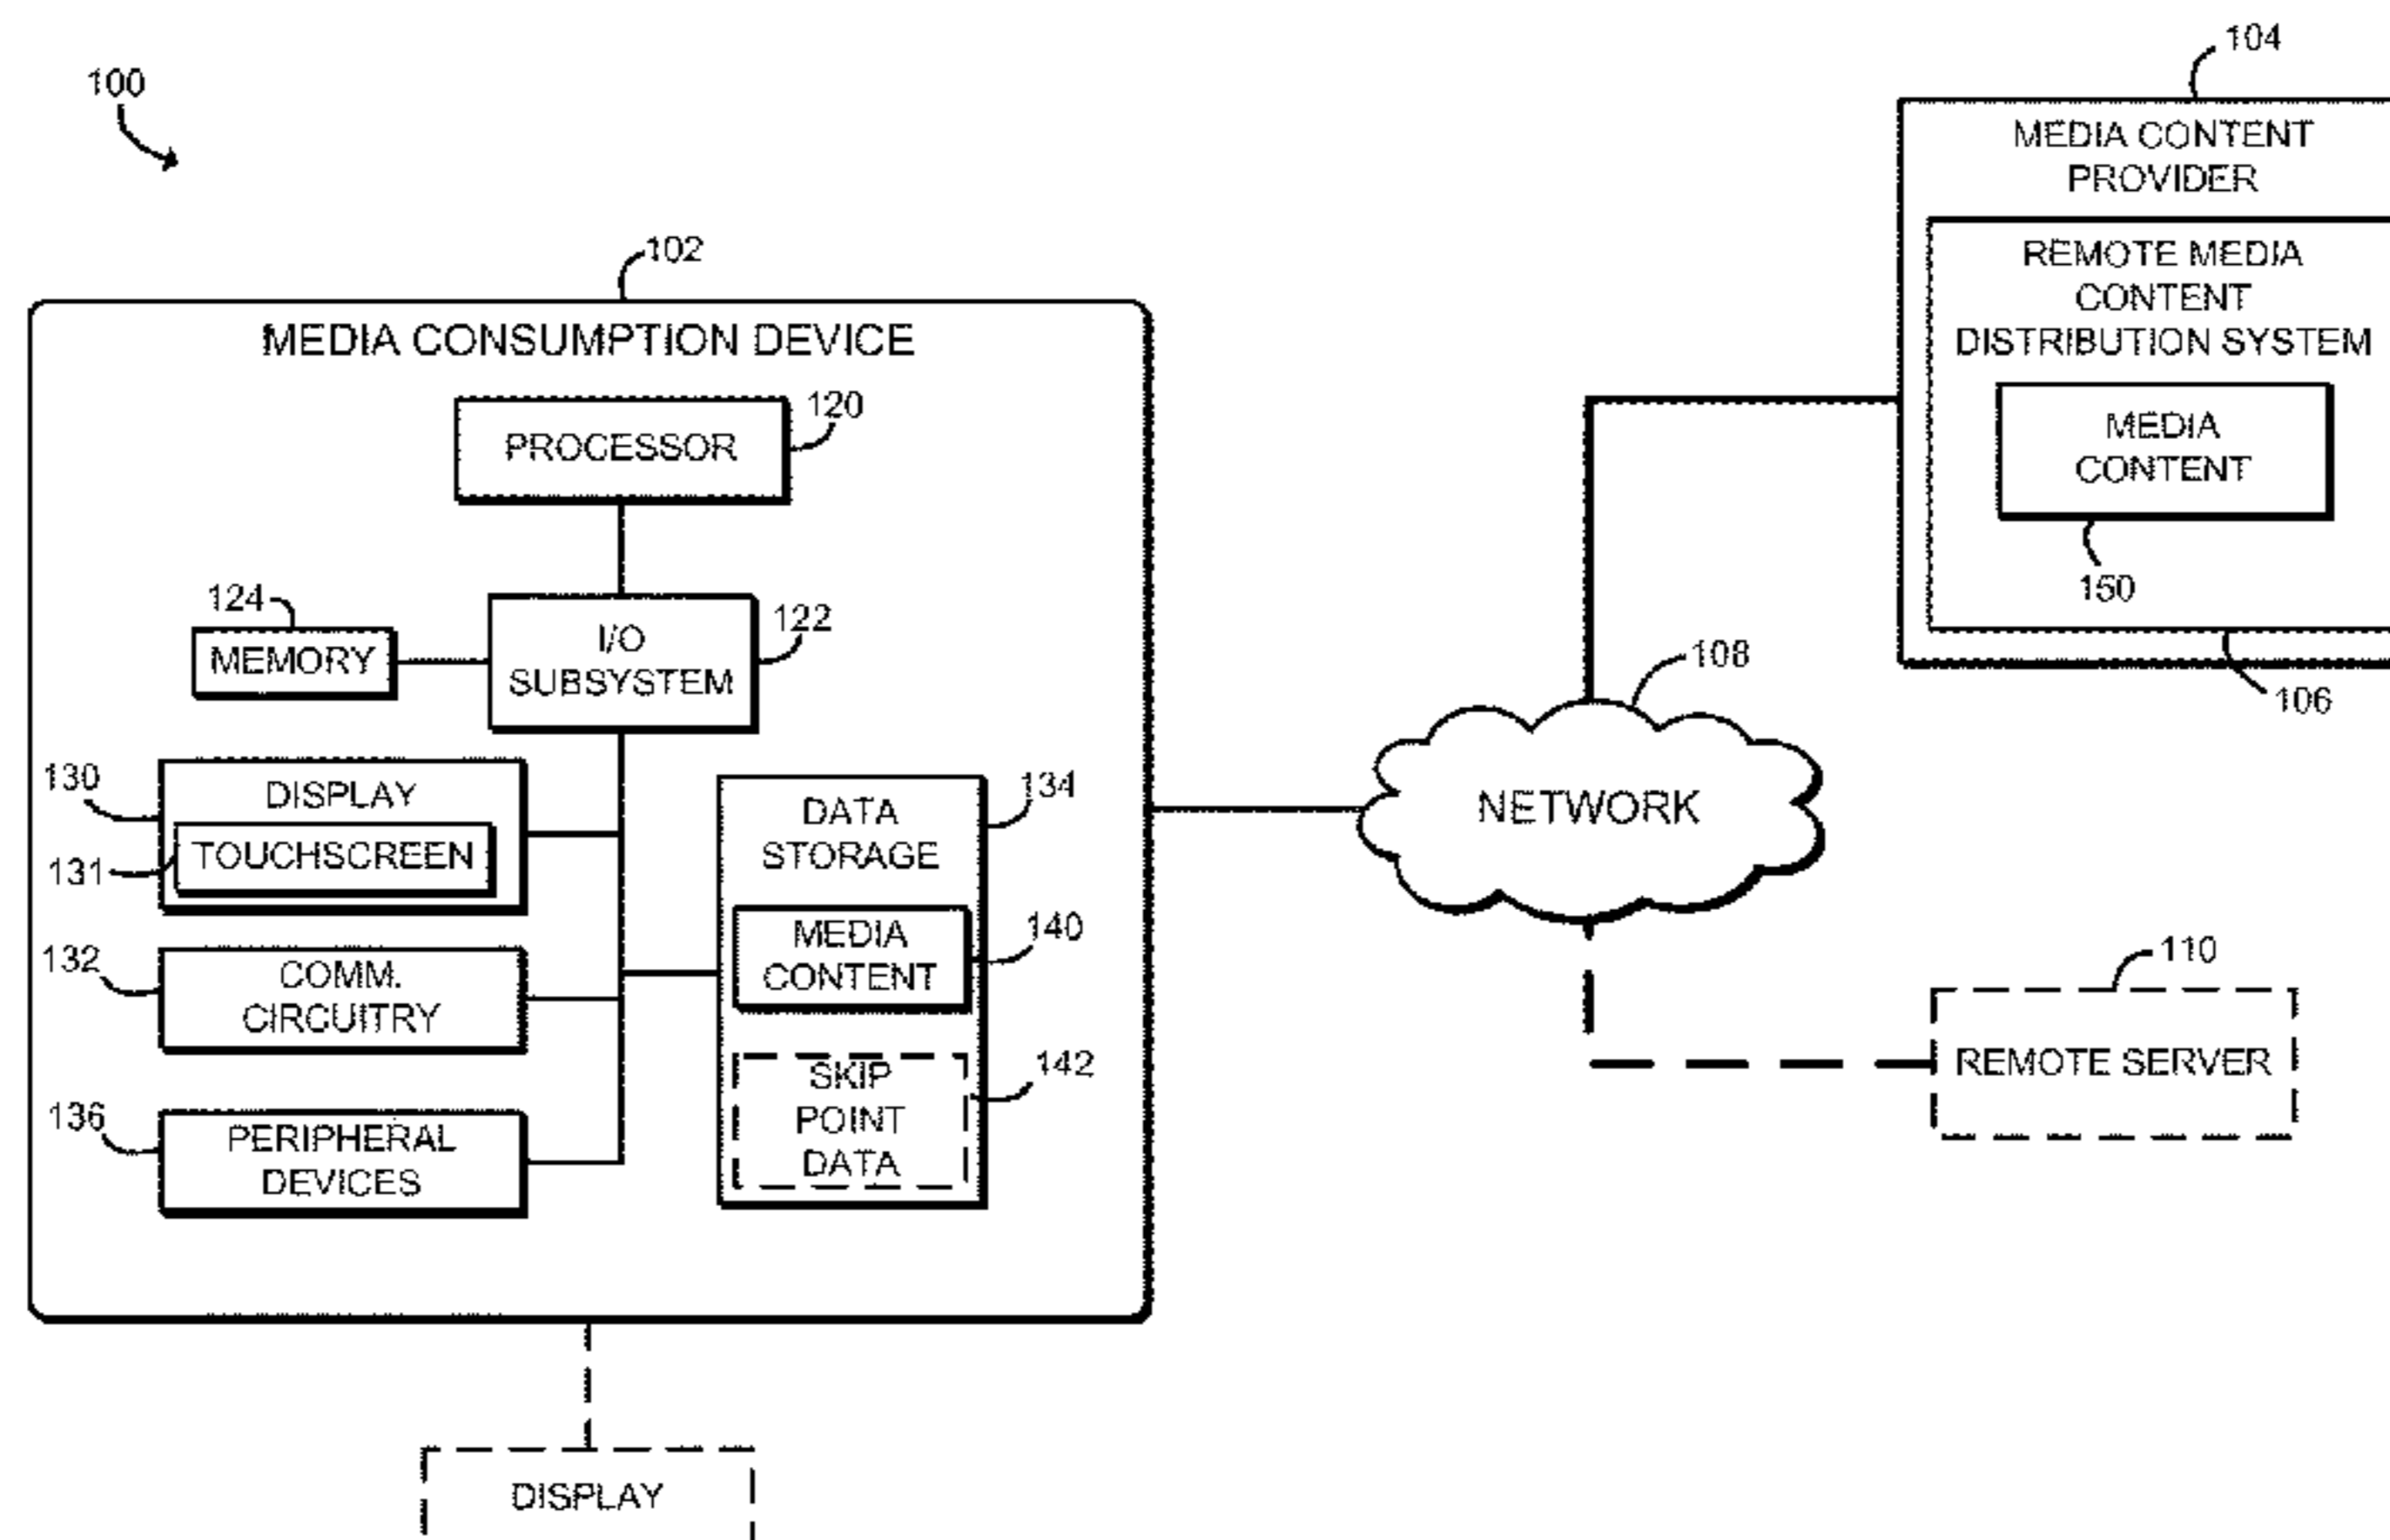 100
104
MEDIA CONTENT
PROVIDER
REMOTE MEDIA
CONTENT
DISTRIBUTION SYSTEM
MEDIA
CONTENT
150
106
102
MEDIA CONSUMPTION DEVICE
PROCESSOR
120
124
MEMORY
I/O
SUBSYSTEM
122
130
DISPLAY
131
TOUCHSCREEN
132
COMM.
CIRCUITRY
136
PERIPHERAL
DEVICES
DATA
STORAGE
134
MEDIA
CONTENT
140
SKIP
POINT
DATA
142
108
NETWORK
110
REMOTE SERVER
DISPLAY